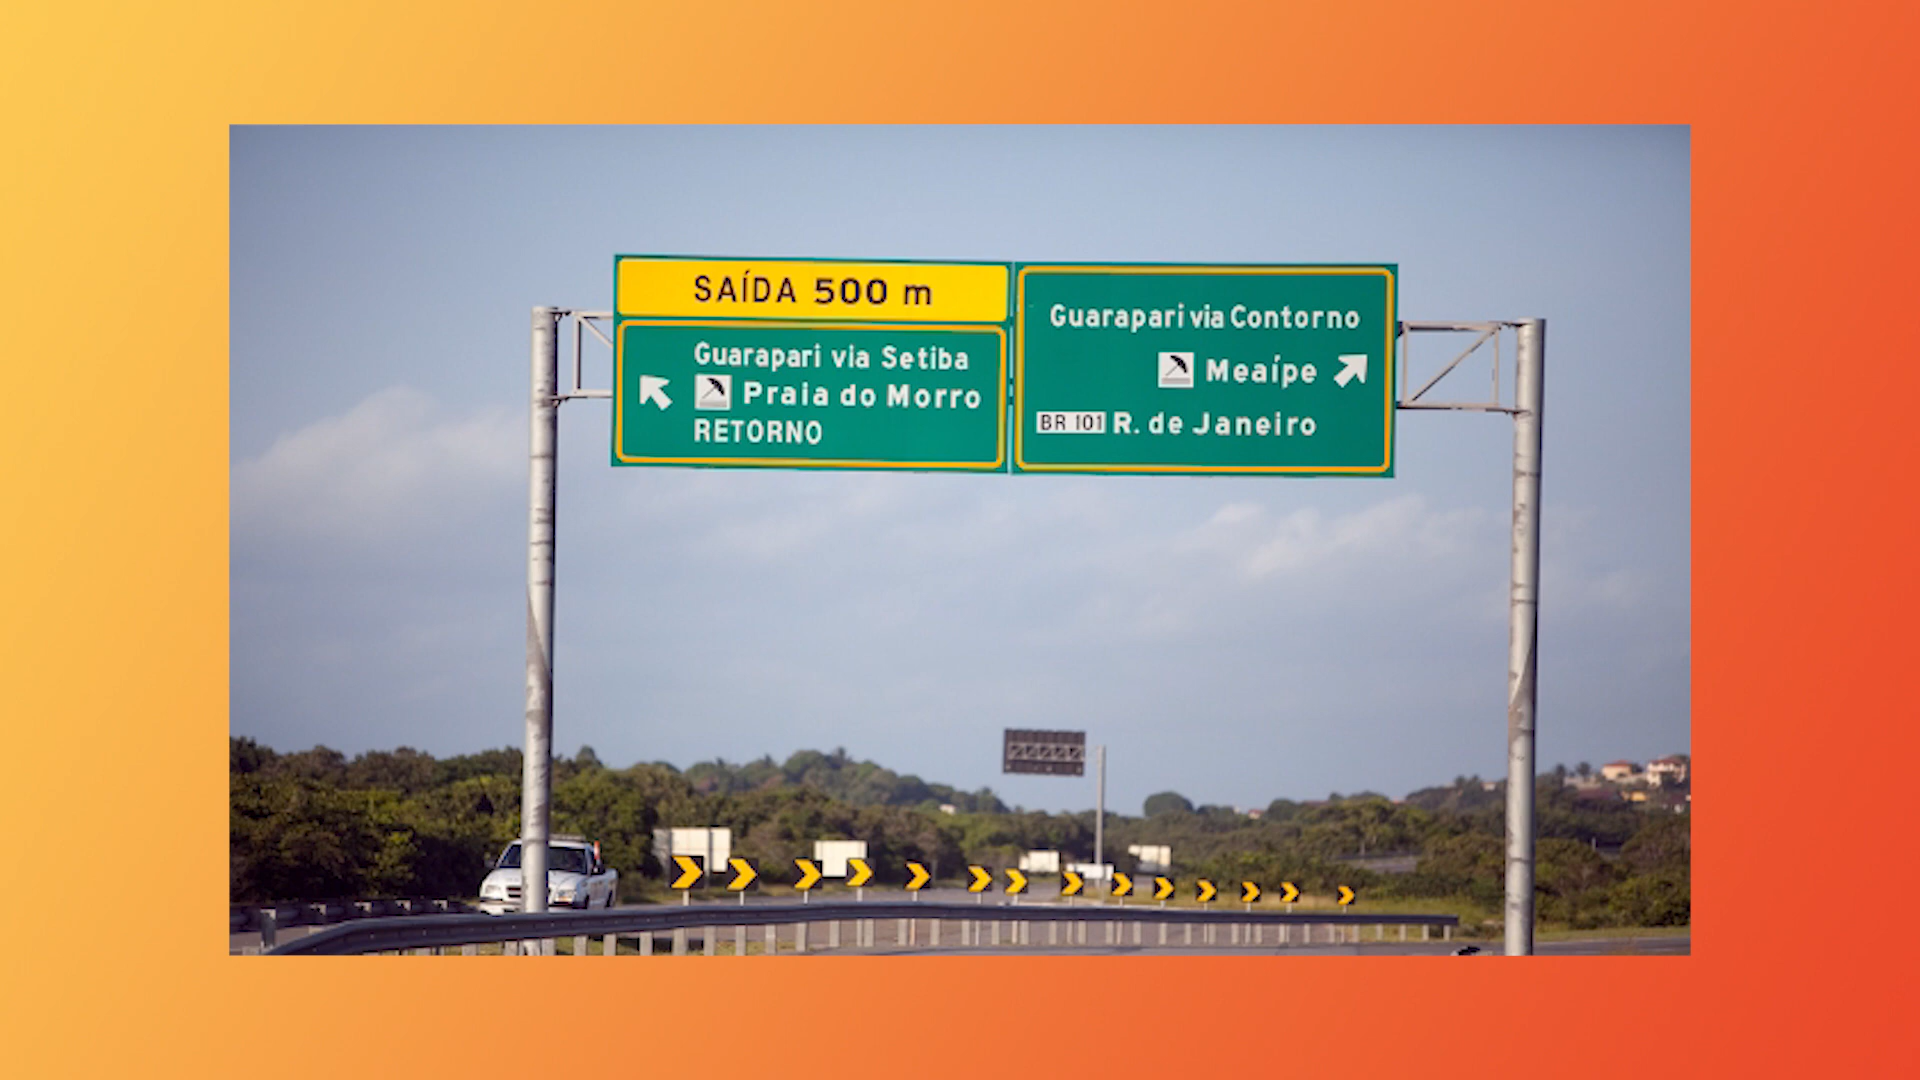 SAÍDA 500 m
Guarapari via Setiba
Praia do Morro
RETORNO
Guarapari via Contorno
Meaípe
BR 101 R. de Janeiro